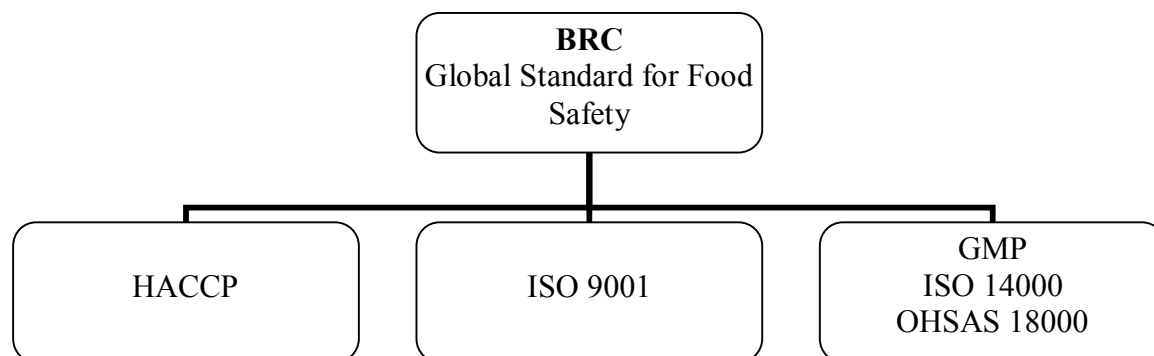 BRC
Global Standard for Food
Safety
HACCP
ISO 9001
GMP
ISO 14000
OHSAS 18000